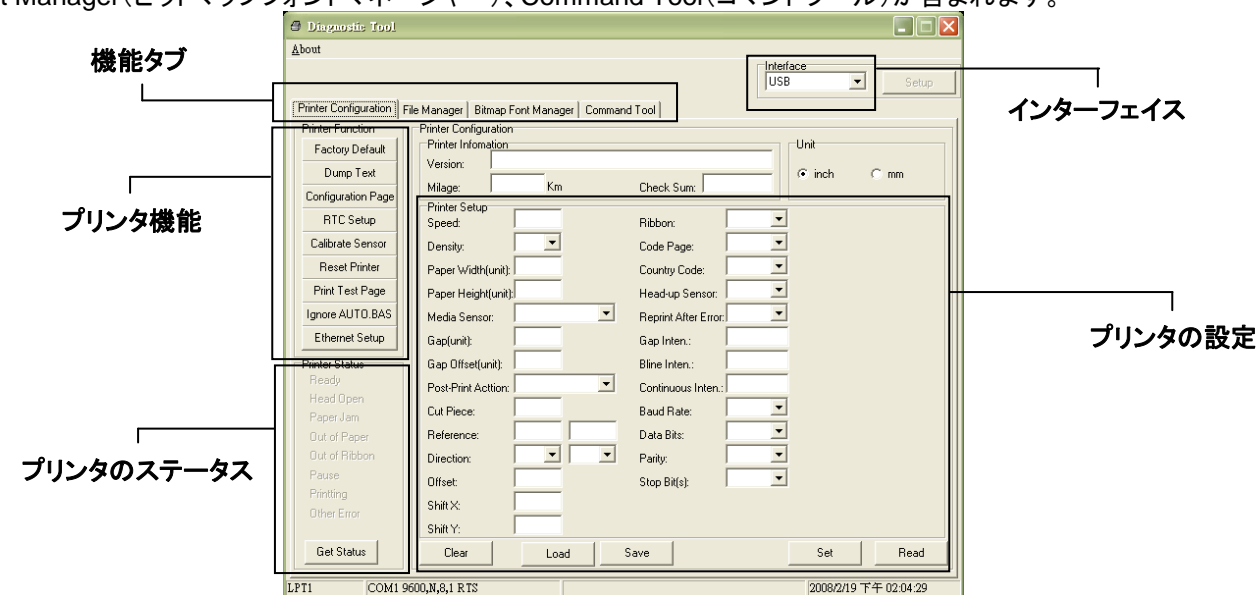 t Manager(ビットマップフォントマネージャー)、Command Tool(コマンドツール)が含まれます。
Diagnostic Tool
About
機能タブ
Interface
USB
Setup
インターフェイス
Printer Configuration
File Manager
Bitmap Font Manager
Command Tool
Printer Function
Factory Default
Dump Text
Configuration Page
RTC Setup
Calibrate Sensor
Reset Printer
Print Test Page
Ignore AUTO.BAS
Ethernet Setup
プリンタ機能
Printer Configuration
Printer Infomation
Version:
Milage:
Km
Check Sum:
Unit
inch
mm
Printer Setup
Speed:
Ribbon:
Density:
Code Page:
Paper Width(unit):
Country Code:
Paper Height(unit):
Head-up Sensor:
Media Sensor:
Reprint After Error:
Gap(unit):
Gap Inten.:
Gap Offset(unit):
Bline Inten.:
Post-Print Acttion:
Continuous Inten.:
Cut Piece:
Baud Rate:
Reference:
Data Bits:
Direction:
Parity:
Offset:
Stop Bit(s):
Shift X:
Shift Y:
Clear
Load
Save
Set
Read
プリンタの設定
Printer Status
Ready
Head Open
Paper Jam
Out of Paper
Out of Ribbon
Pause
Printting
Other Error
Get Status
プリンタのステータス
LPT1
COM1 9600,N,8,1 RTS
2008/2/19 下午 02:04:29